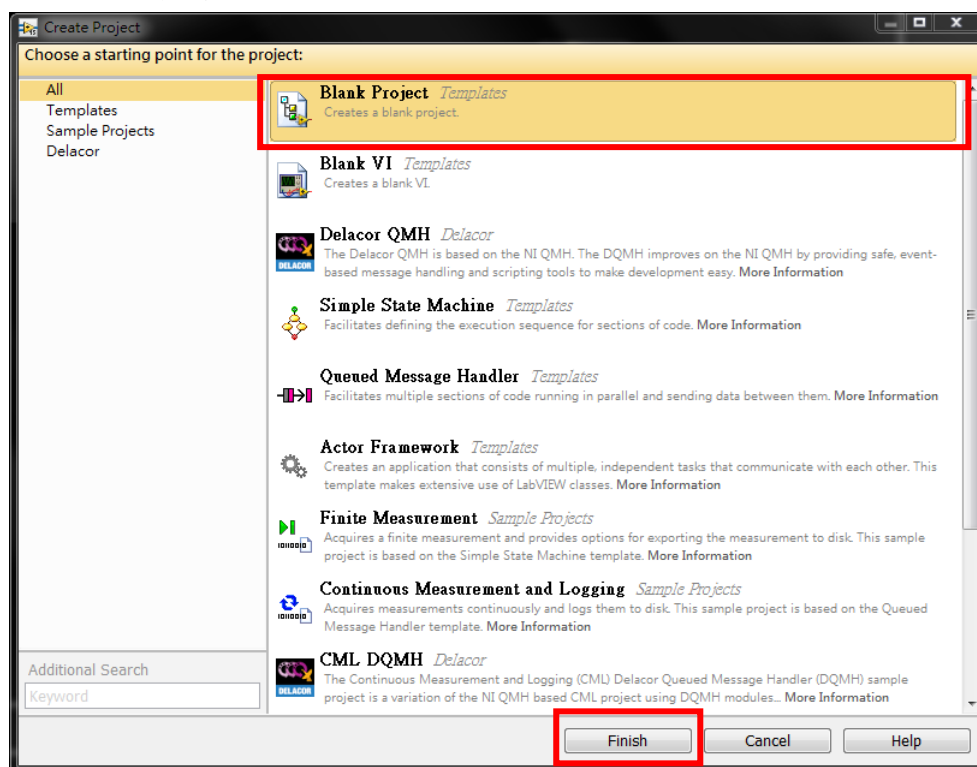 Create Project
Choose a starting point for the project:
All
Templates
Sample Projects
Delacor
Blank Project Templates
Creates a blank project.
Blank VI Templates
Creates a blank VI.
Delacor QMH Delacor
The Delacor QMH is based on the NI QMH. The DQMH improves on the NI QMH by providing safe, event-
based message handling and scripting tools to make development easy. More Information
DELACOR
Simple State Machine Templates
Facilitates defining the execution sequence for sections of code. More Information
Queued Message Handler Templates
Facilitates multiple sections of code running in parallel and sending data between them. More Information
Actor Framework Templates
Creates an application that consists of multiple, independent tasks that communicate with each other. This
template makes extensive use of LabVIEW classes. More Information
Finite Measurement Sample Projects
Acquires a finite measurement and provides options for exporting the measurement to disk. This sample
project is based on the Simple State Machine template. More Information
Continuous Measurement and Logging Sample Projects
Acquires measurements continuously and logs them to disk. This sample project is based on the Queued
Message Handler template. More Information
CML DQMH Delacor
The Continuous Measurement and Logging (CML) Delacor Queued Message Handler (DQMH) sample
project is a variation of the NI QMH based CML project using DQMH modules... More Information
DELACOR
Additional Search
Keyword
Finish
Cancel
Help